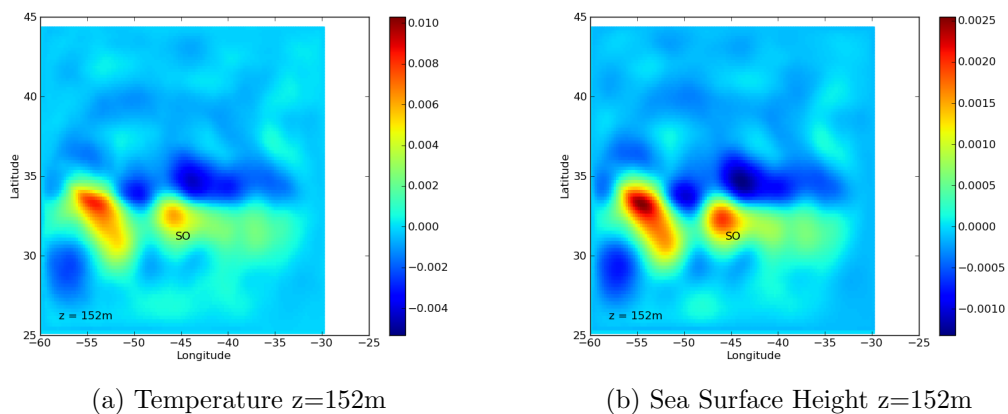 45
40
35
30
25
Latitude
−60 −55 −50 −45 −40 −35 −30 −25
Longitude
SO
z = 152m
0.010
0.008
0.006
0.004
0.002
0.000
−0.002
−0.004
(a) Temperature z=152m
45
40
35
30
25
Latitude
−60 −55 −50 −45 −40 −35 −30 −25
Longitude
SO
z = 152m
0.0025
0.0020
0.0015
0.0010
0.0005
0.0000
−0.0005
−0.0010
(b) Sea Surface Height z=152m